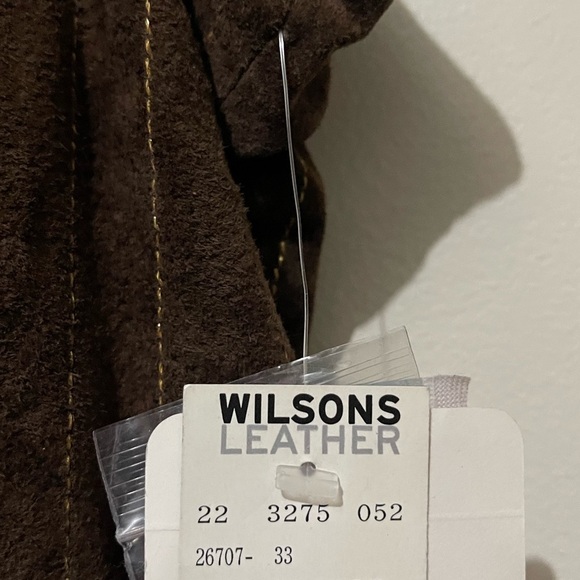 WILSONS
LEATHER
22 3275 052
26707- 33